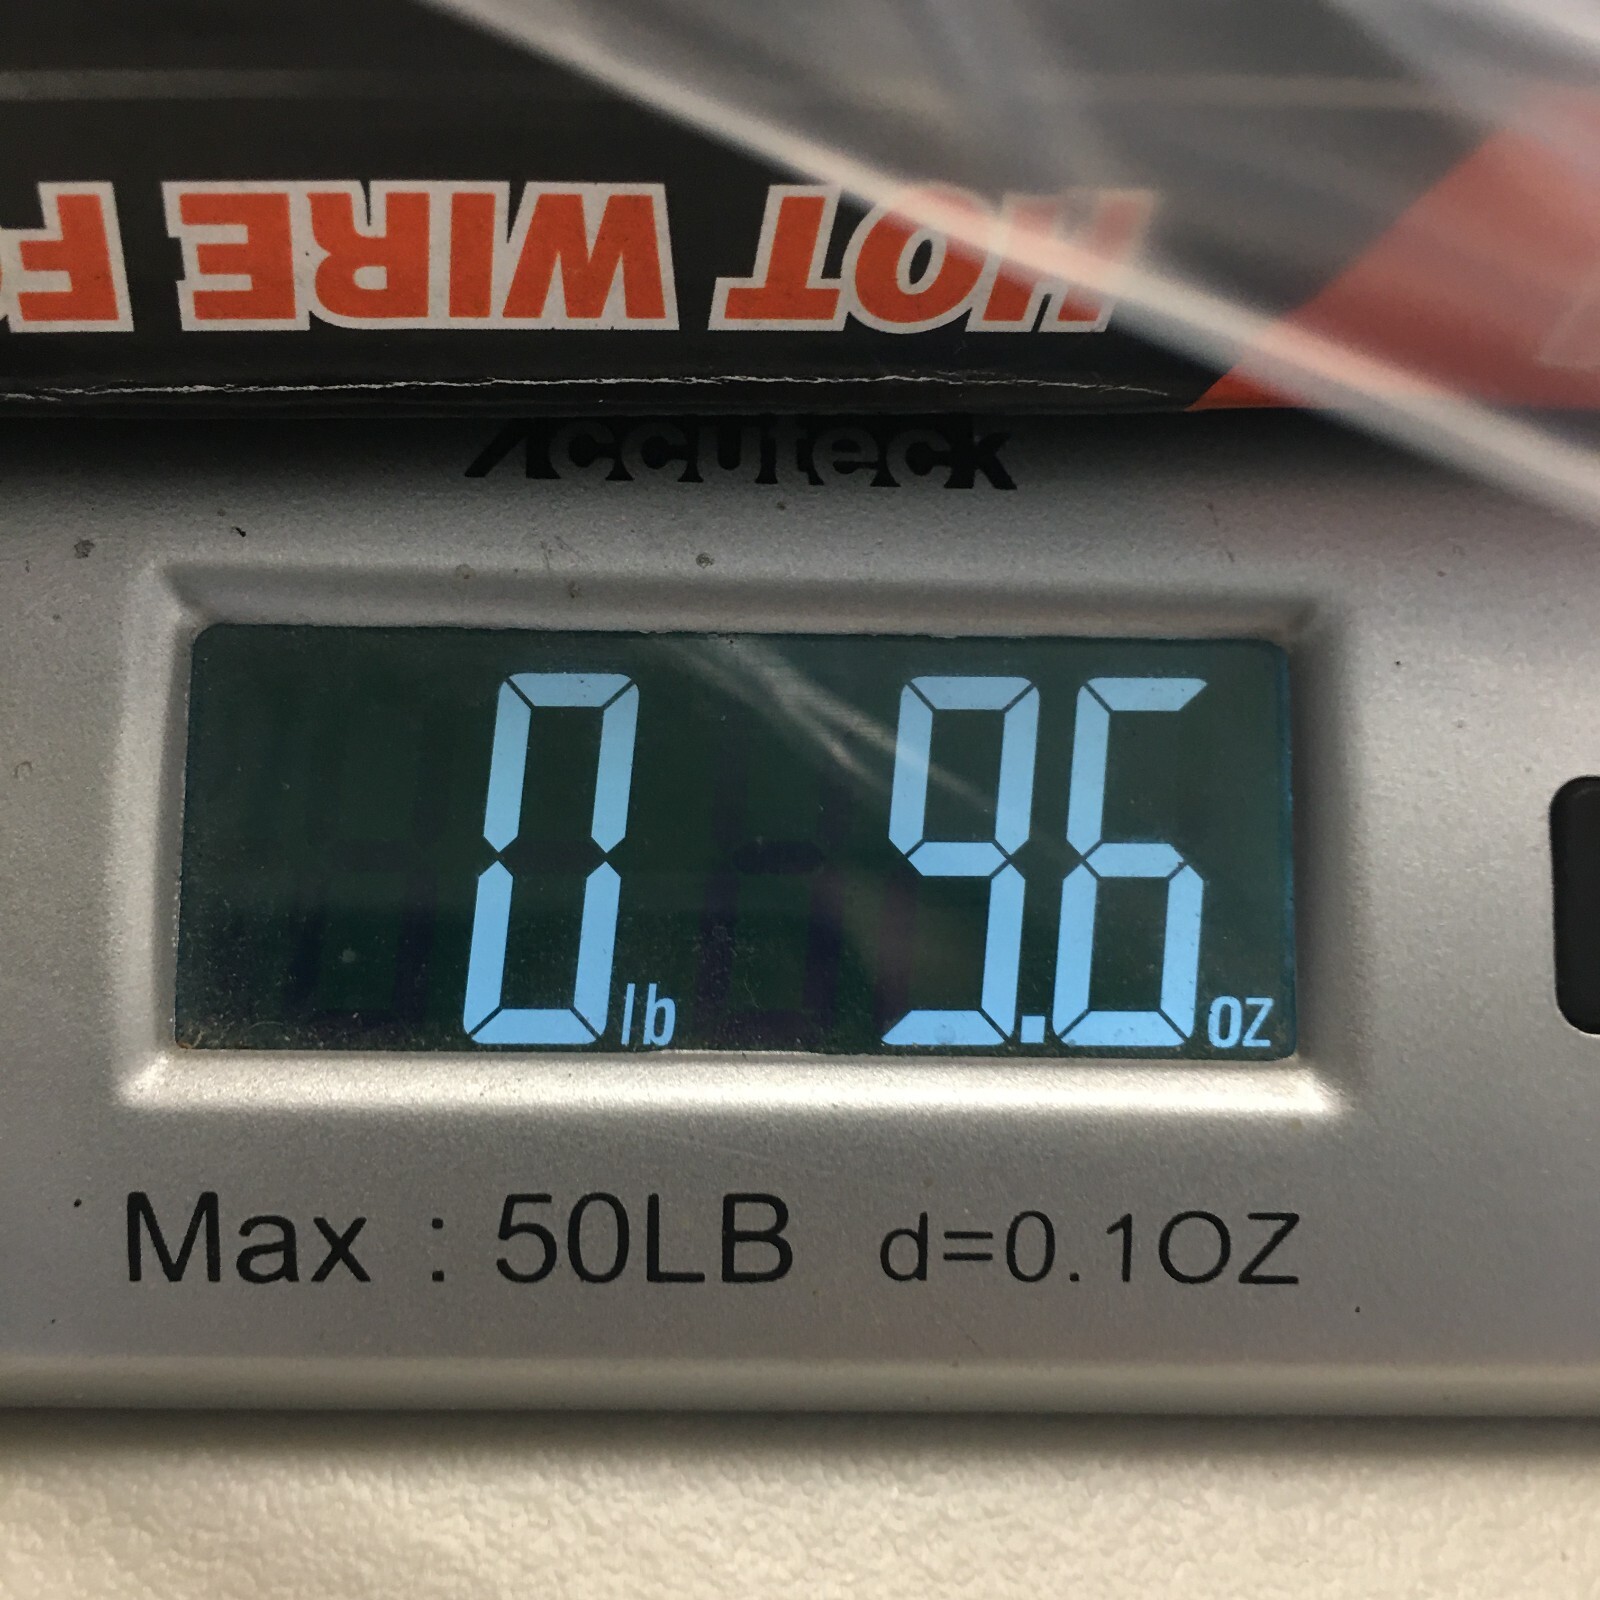 HOT WIRE F
Accuteck
0 lb 9.6 oz
Max : 50LB d=0.1OZ